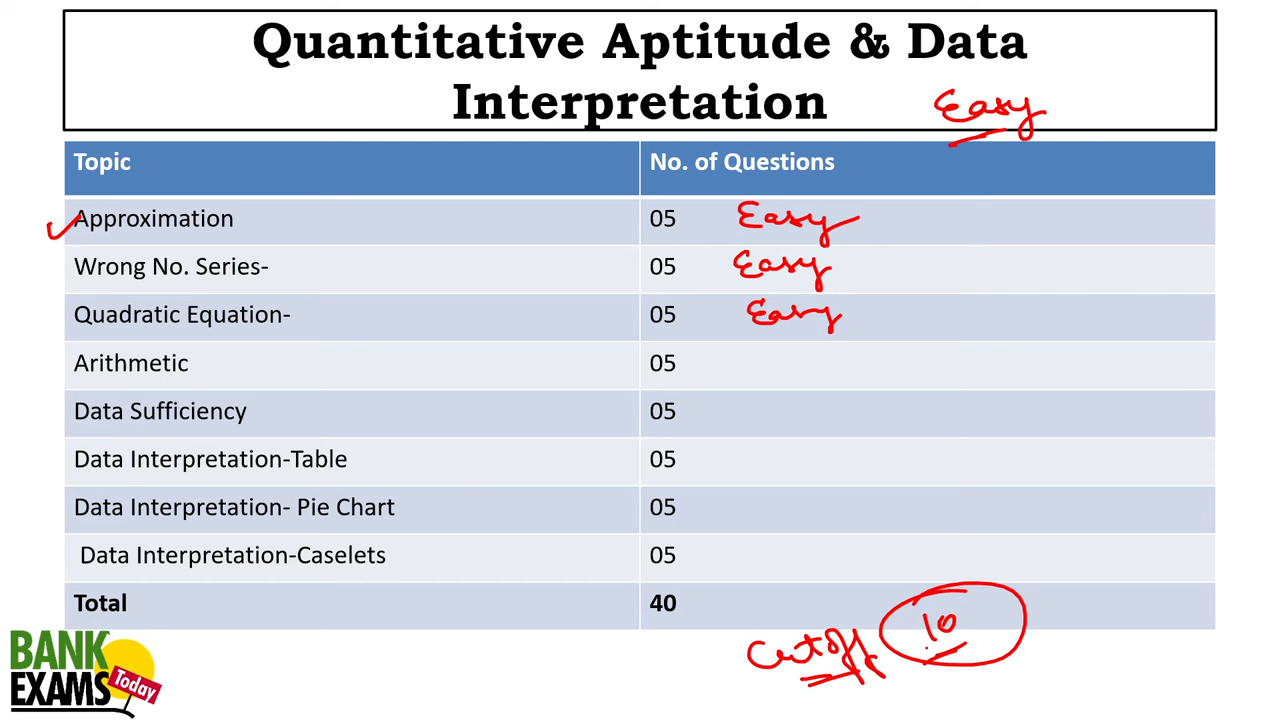 Quantitative Aptitude & Data
Interpretation Easy
Topic No. of Questions
Approximation 05 Easy
Wrong No. Series- 05 Easy
Quadratic Equation- 05 Easy
Arithmetic 05
Data Sufficiency 05
Data Interpretation-Table 05
Data Interpretation- Pie Chart 05
Data Interpretation-Caselets 05
Total 40
Cutoff 10
BANK
EXAMS Today